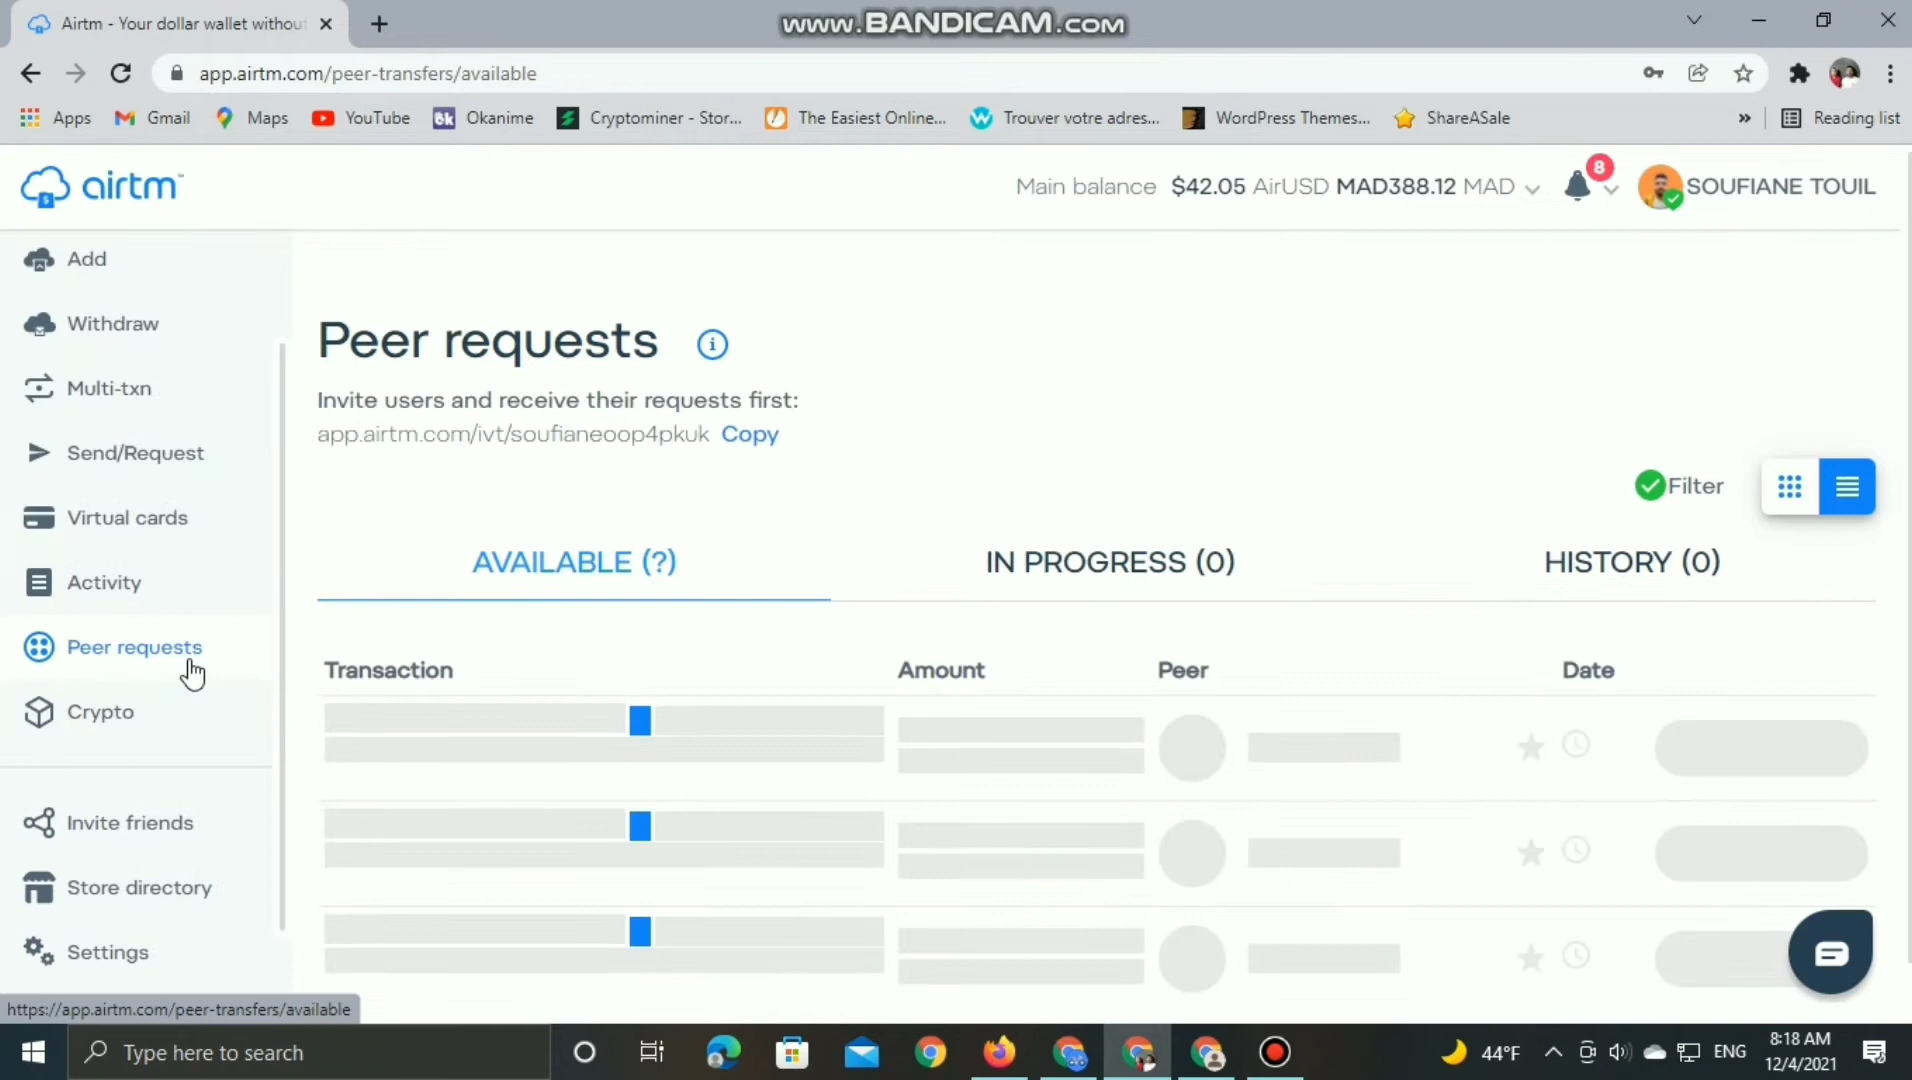 Airtm - Your dollar wallet without
www.BANDICAM.com
app.airtm.com/peer-transfers/available
Apps
Gmail
Maps
YouTube
Okanime
Cryptominer - Stor...
The Easiest Online...
Trouver votre adres...
WordPress Themes...
ShareASale
»
Reading list
airtm™
Main balance $42.05 AirUSD MAD388.12 MAD
8
SOUFIANE TOUIL
Add
Withdraw
Multi-txn
Send/Request
Virtual cards
Activity
Peer requests
Crypto
Invite friends
Store directory
Settings
Peer requests
Invite users and receive their requests first:
app.airtm.com/ivt/soufianeoop4pkuk Copy
Filter
AVAILABLE (?)
IN PROGRESS (0)
HISTORY (0)
Transaction
Amount
Peer
Date
https://app.airtm.com/peer-transfers/available
Type here to search
44°F
ENG
8:18 AM
12/4/2021